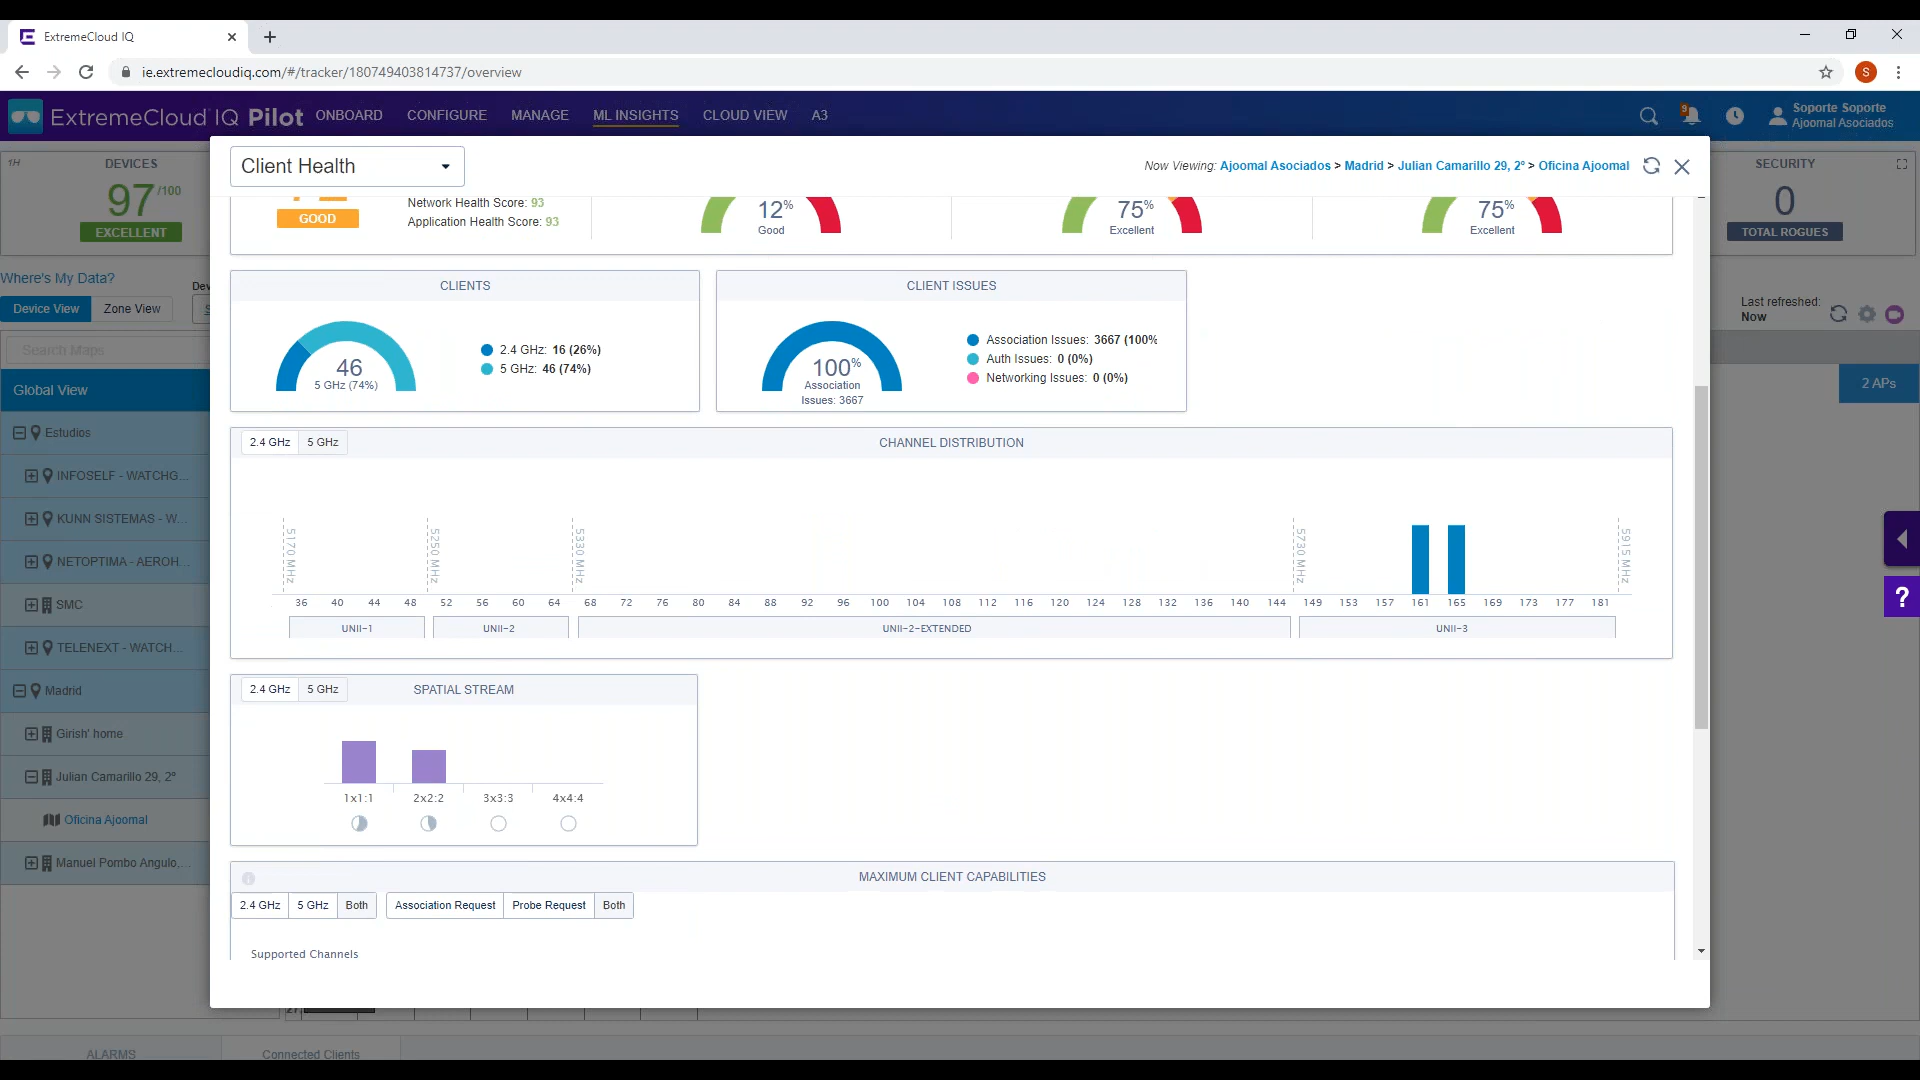 ExtremeCloud IQ
ie.extremecloudiq.com/#/tracker/180749403814737/overview
S
ExtremeCloud IQ Pilot
ONBOARD
CONFIGURE
MANAGE
ML INSIGHTS
CLOUD VIEW
A3
9
Soporte Soporte
Ajoomal Asociados
1H
DEVICES
97/100
EXCELLENT
Client Health
Now Viewing: Ajoomal Asociados > Madrid > Julian Camarillo 29, 2º > Oficina Ajoomal
SECURITY
0
TOTAL ROGUES
GOOD
Network Health Score: 93
Application Health Score: 93
12%
Good
75%
Excellent
75%
Excellent
Where's My Data?
Device View
Zone View
Dev
S
Last refreshed:
Now
Search Maps
2 APs
Global View
Estudios
INFOSELF - WATCHG...
KUNN SISTEMAS - W...
NETOPTIMA - AEROH...
SMC
TELENEXT - WATCH...
Madrid
Girish' home
Julian Camarillo 29, 2º
Oficina Ajoomal
Manuel Pombo Angulo,...
CLIENTS
46
5 GHz (74%)
2.4 GHz: 16 (26%)
5 GHz: 46 (74%)
CLIENT ISSUES
100%
Association
Issues: 3667
Association Issues: 3667 (100%
Auth Issues: 0 (0%)
Networking Issues: 0 (0%)
2.4 GHz 5 GHz
CHANNEL DISTRIBUTION
5170 MHz
5250 MHz
5330 MHz
5730 MHz
5915 MHz
36 40 44 48 52 56 60 64 68 72 76 80 84 88 92 96 100 104 108 112 116 120 124 128 132 136 140 144 149 153 157 161 165 169 173 177 181
UNII-1
UNII-2
UNII-2-EXTENDED
UNII-3
2.4 GHz 5 GHz
SPATIAL STREAM
1x1:1 2x2:2 3x3:3 4x4:4
MAXIMUM CLIENT CAPABILITIES
2.4 GHz 5 GHz Both
Association Request Probe Request Both
Supported Channels
?
27
ALARMS
Connected Clients